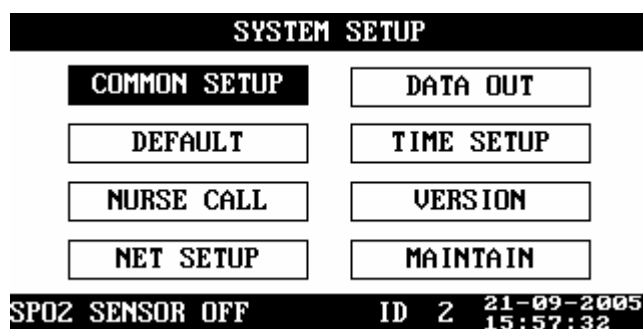 SYSTEM SETUP
COMMON SETUP
DATA OUT
DEFAULT
TIME SETUP
NURSE CALL
VERSION
NET SETUP
MAINTAIN
SPO2 SENSOR OFF ID 2 21-09-2005
15:57:32